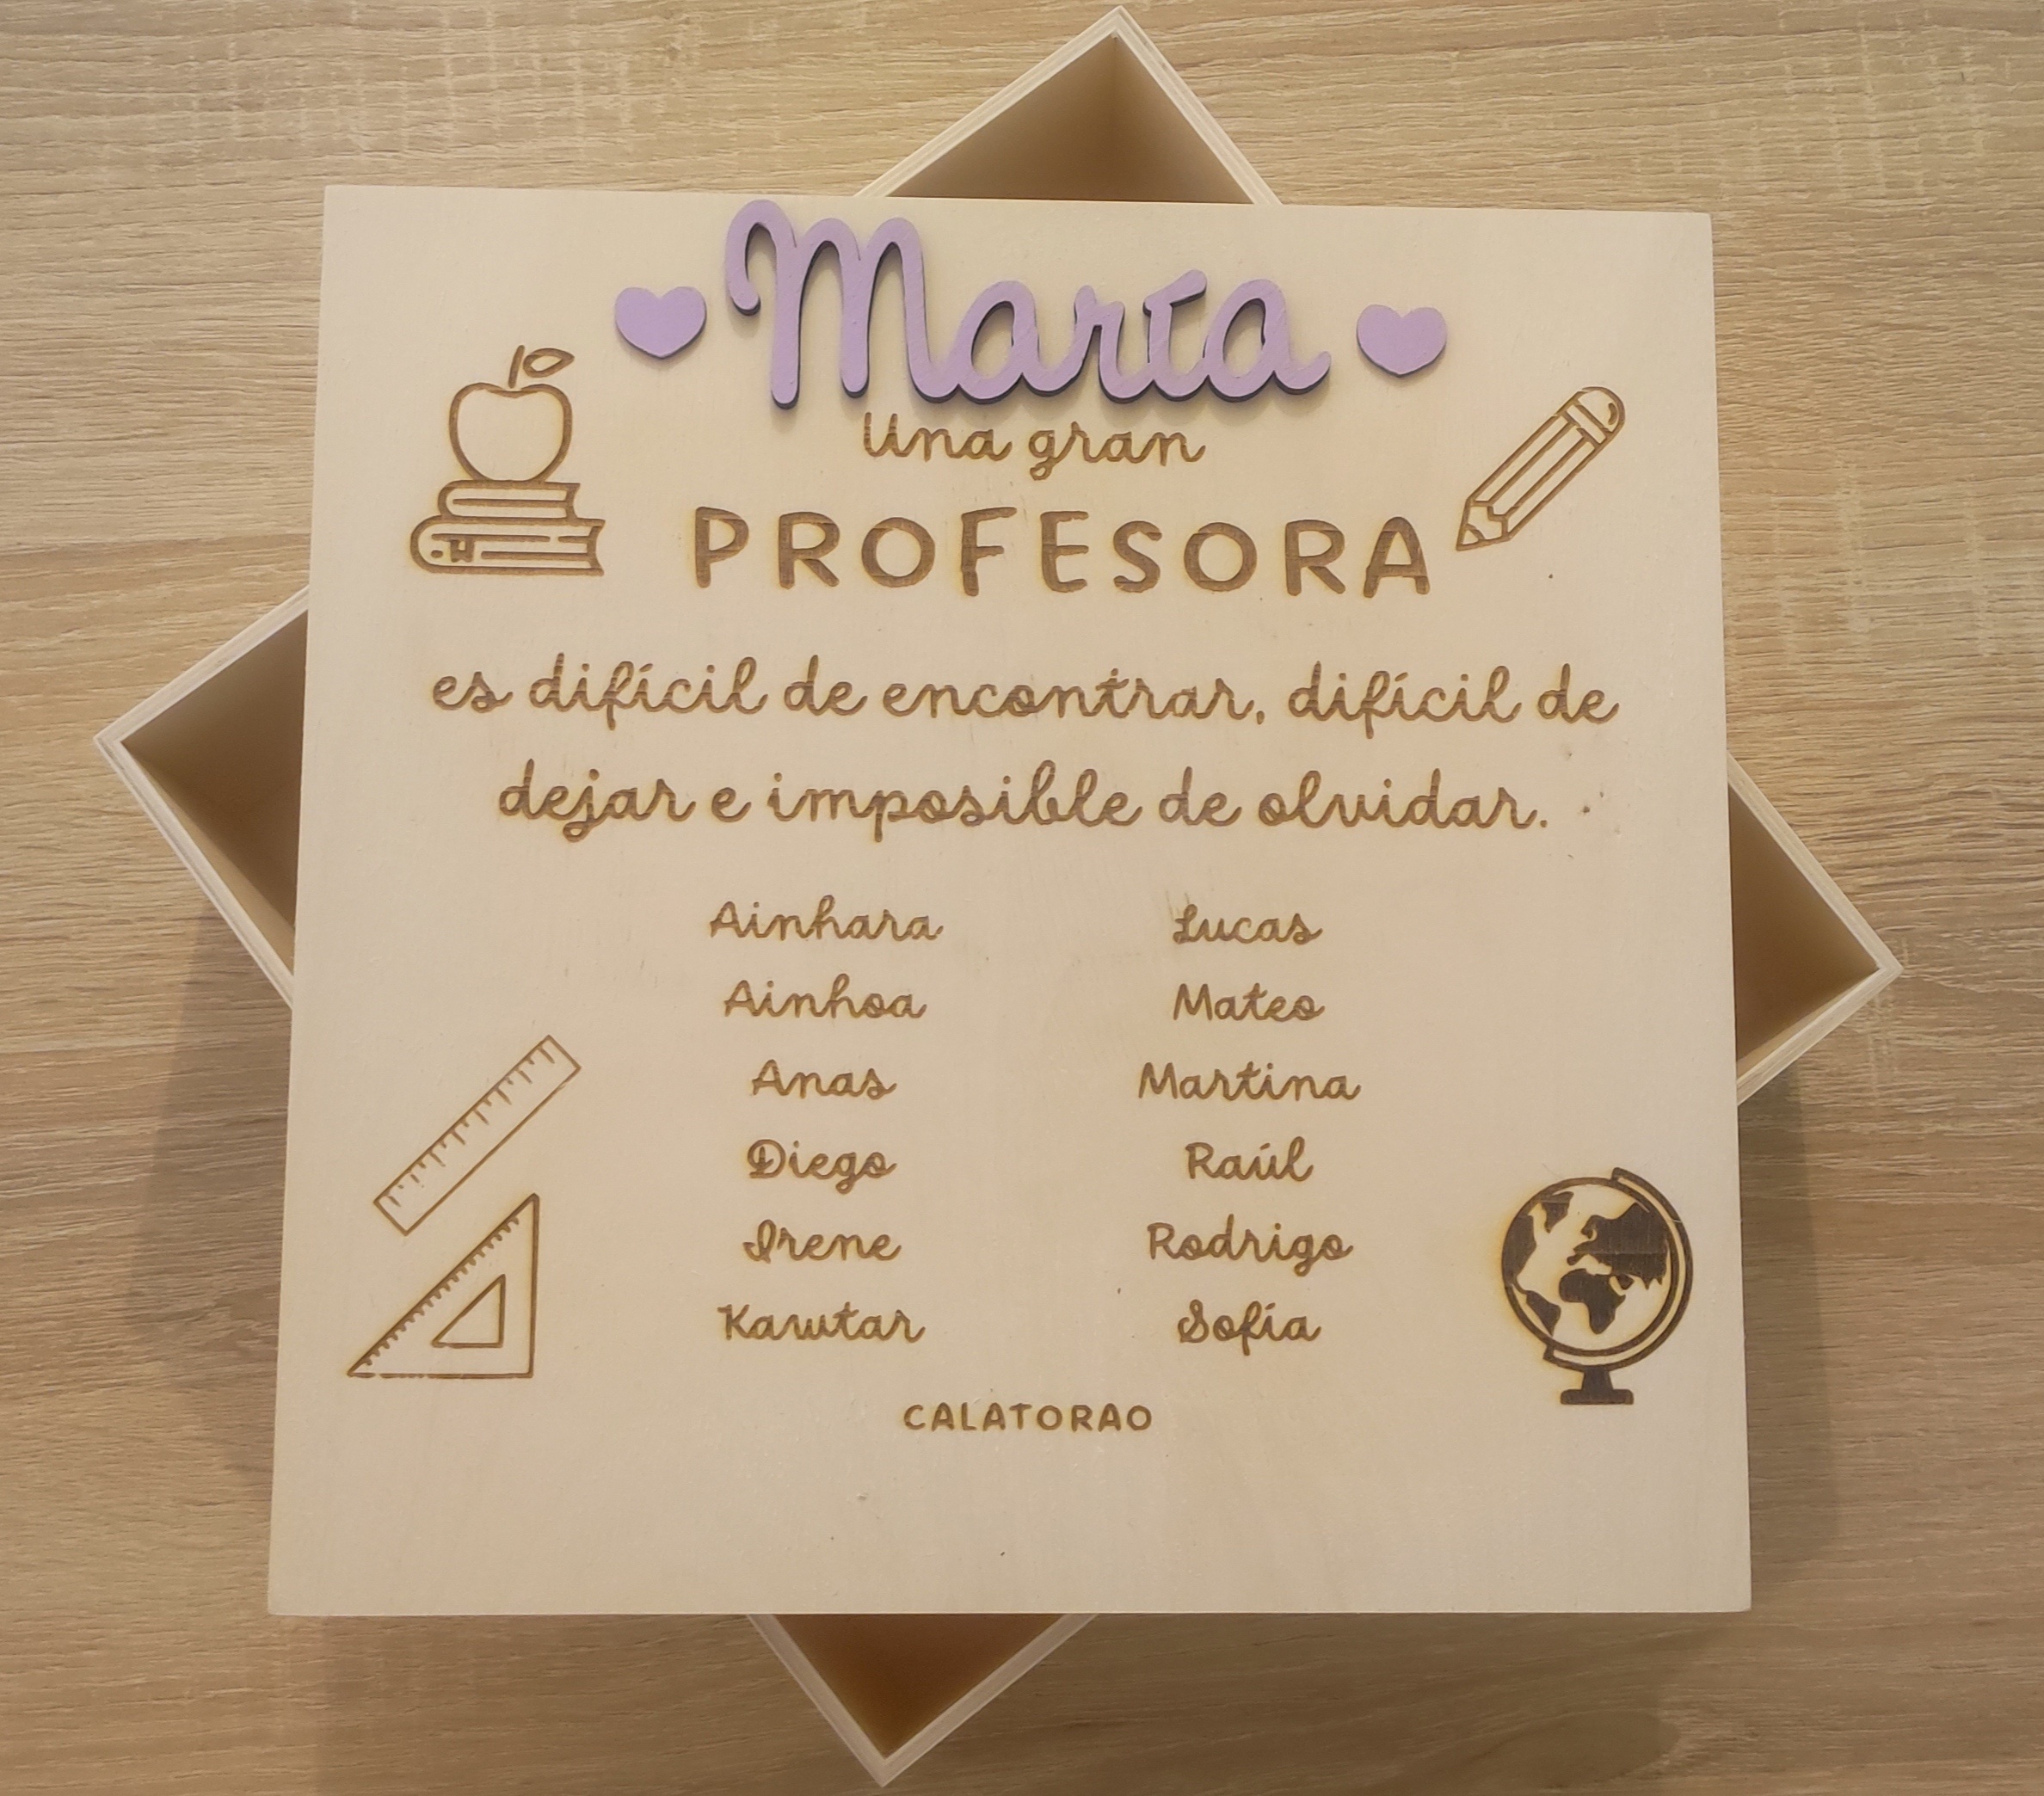 María
Una gran
PROFESORA
es difícil de encontrar, difícil de
dejar e imposible de olvidar.
Ainhara
Ainhoa
Anas
Diego
Irene
Kawtar
Lucas
Mateo
Martina
Raúl
Rodrigo
Sofía
CALATORAO